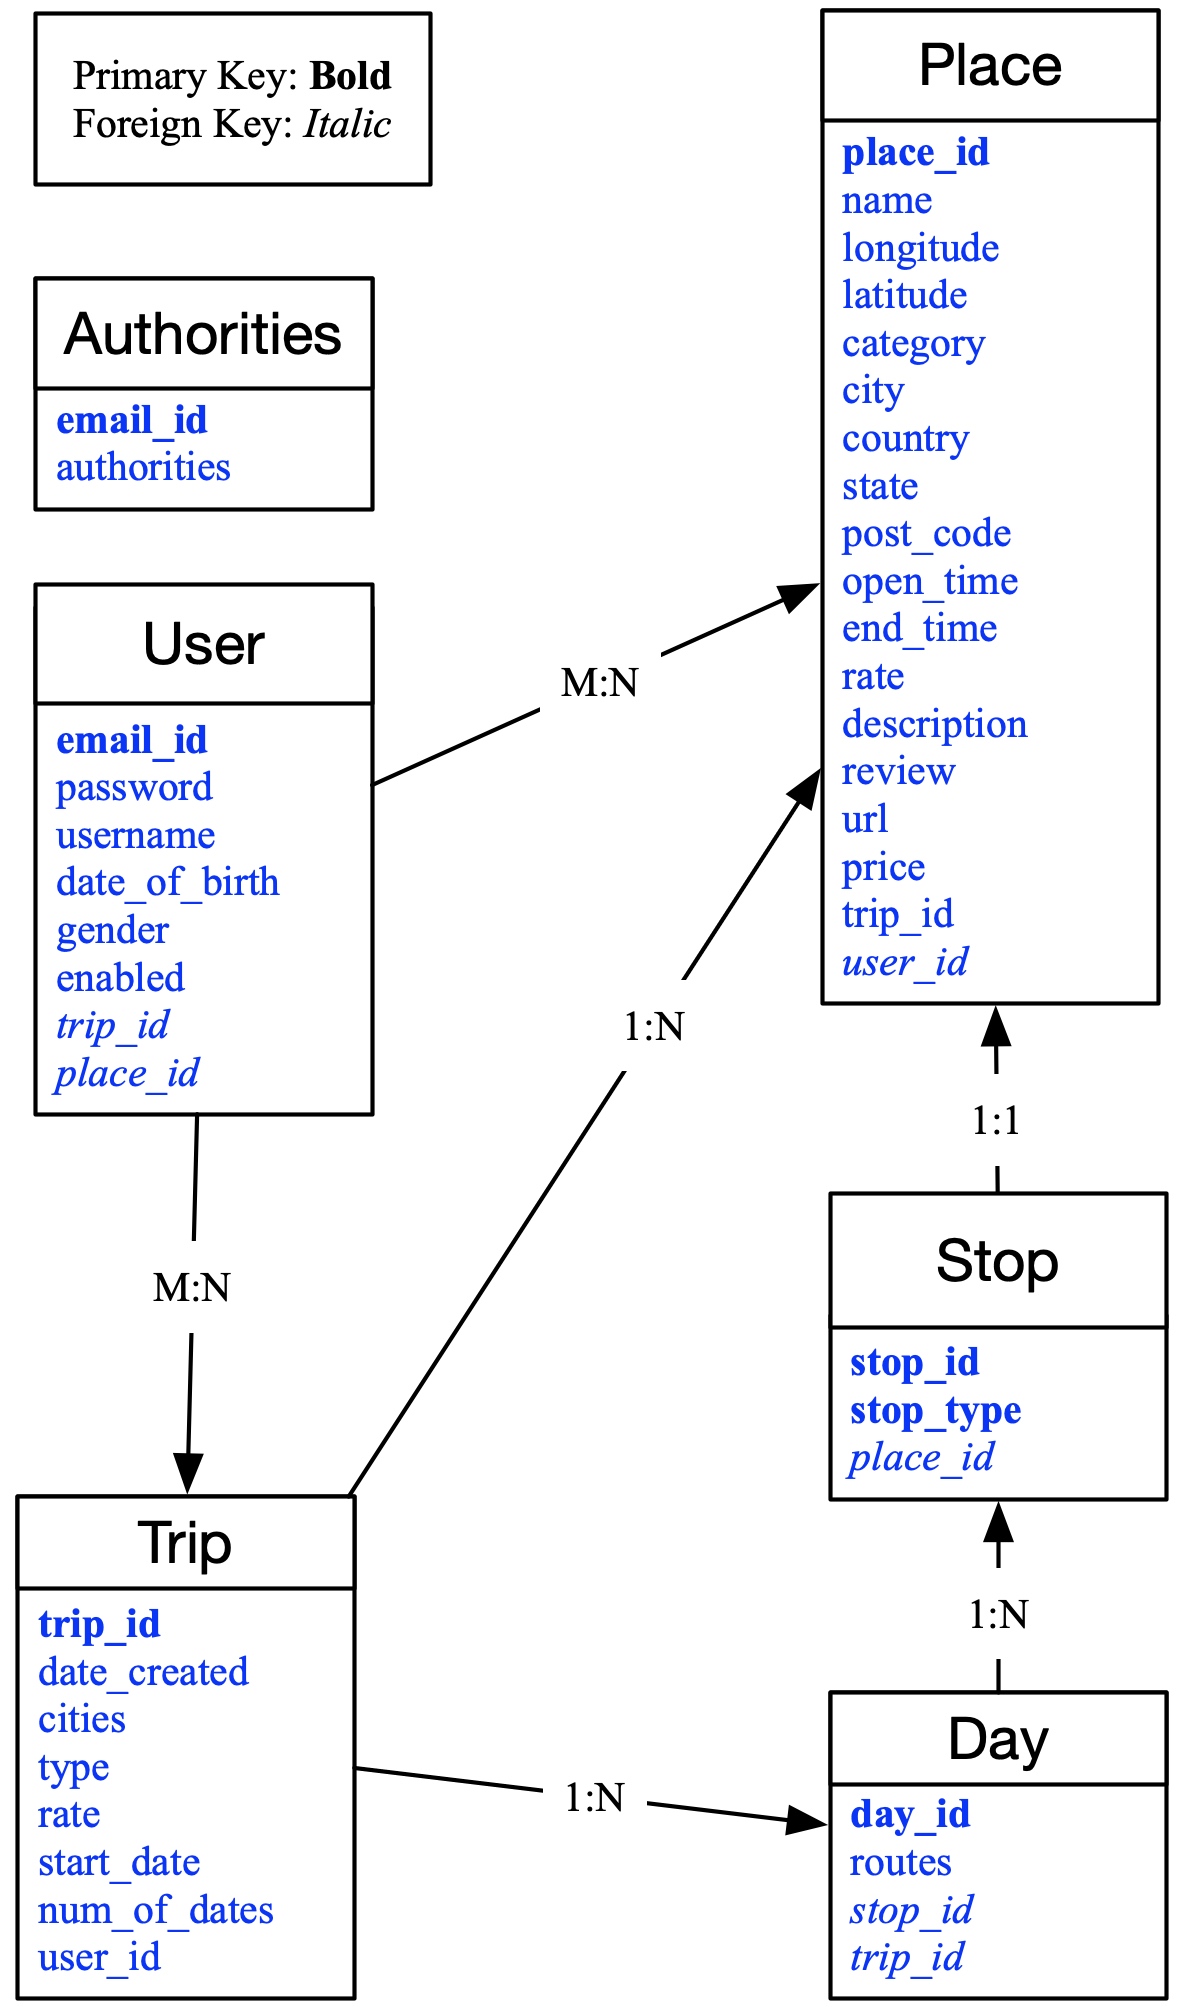 Primary Key: Bold
Foreign Key: Italic
Authorities
email_id
authorities
User
email_id
password
username
date_of_birth
gender
enabled
trip_id
place_id
M:N
M:N
1:N
Trip
trip_id
date_created
cities
type
rate
start_date
num_of_dates
user_id
1:N
Place
place_id
name
longitude
latitude
category
city
country
state
post_code
open_time
end_time
rate
description
review
url
price
trip_id
user_id
1:1
Stop
stop_id
stop_type
place_id
1:N
Day
day_id
routes
stop_id
trip_id